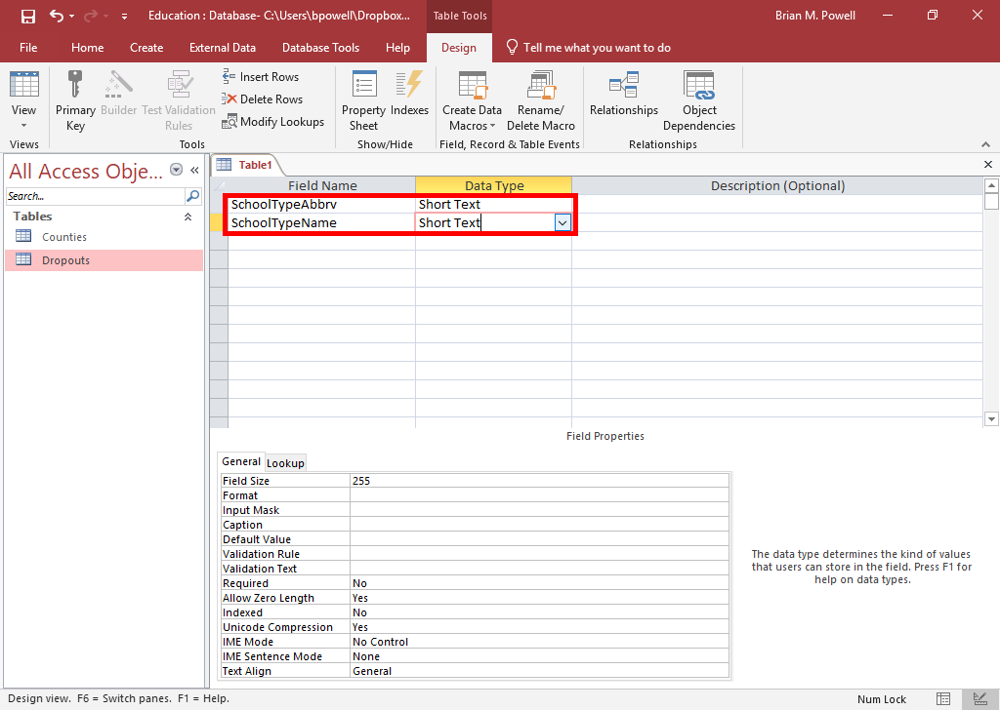 Education : Database- C:\Users\bpowell\Dropbox...
Table Tools
Brian M. Powell
File
Home
Create
External Data
Database Tools
Help
Design
Tell me what you want to do
View
Primary
Key
Builder
Test Validation
Rules
Insert Rows
Delete Rows
Modify Lookups
Property
Sheet
Indexes
Create Data
Macros
Rename/
Delete Macro
Relationships
Object
Dependencies
Views
Tools
Show/Hide
Field, Record & Table Events
Relationships
All Access Obje...
Search...
Tables
Counties
Dropouts
Table1
Field Name
Data Type
Description (Optional)
SchoolTypeAbbrv
Short Text
SchoolTypeName
Short Text
Field Properties
General
Lookup
Field Size
255
Format
Input Mask
Caption
Default Value
Validation Rule
Validation Text
Required
No
Allow Zero Length
Yes
Indexed
No
Unicode Compression
Yes
IME Mode
No Control
IME Sentence Mode
None
Text Align
General
The data type determines the kind of values
that users can store in the field. Press F1 for
help on data types.
Design view.  F6 = Switch panes.  F1 = Help.
Num Lock